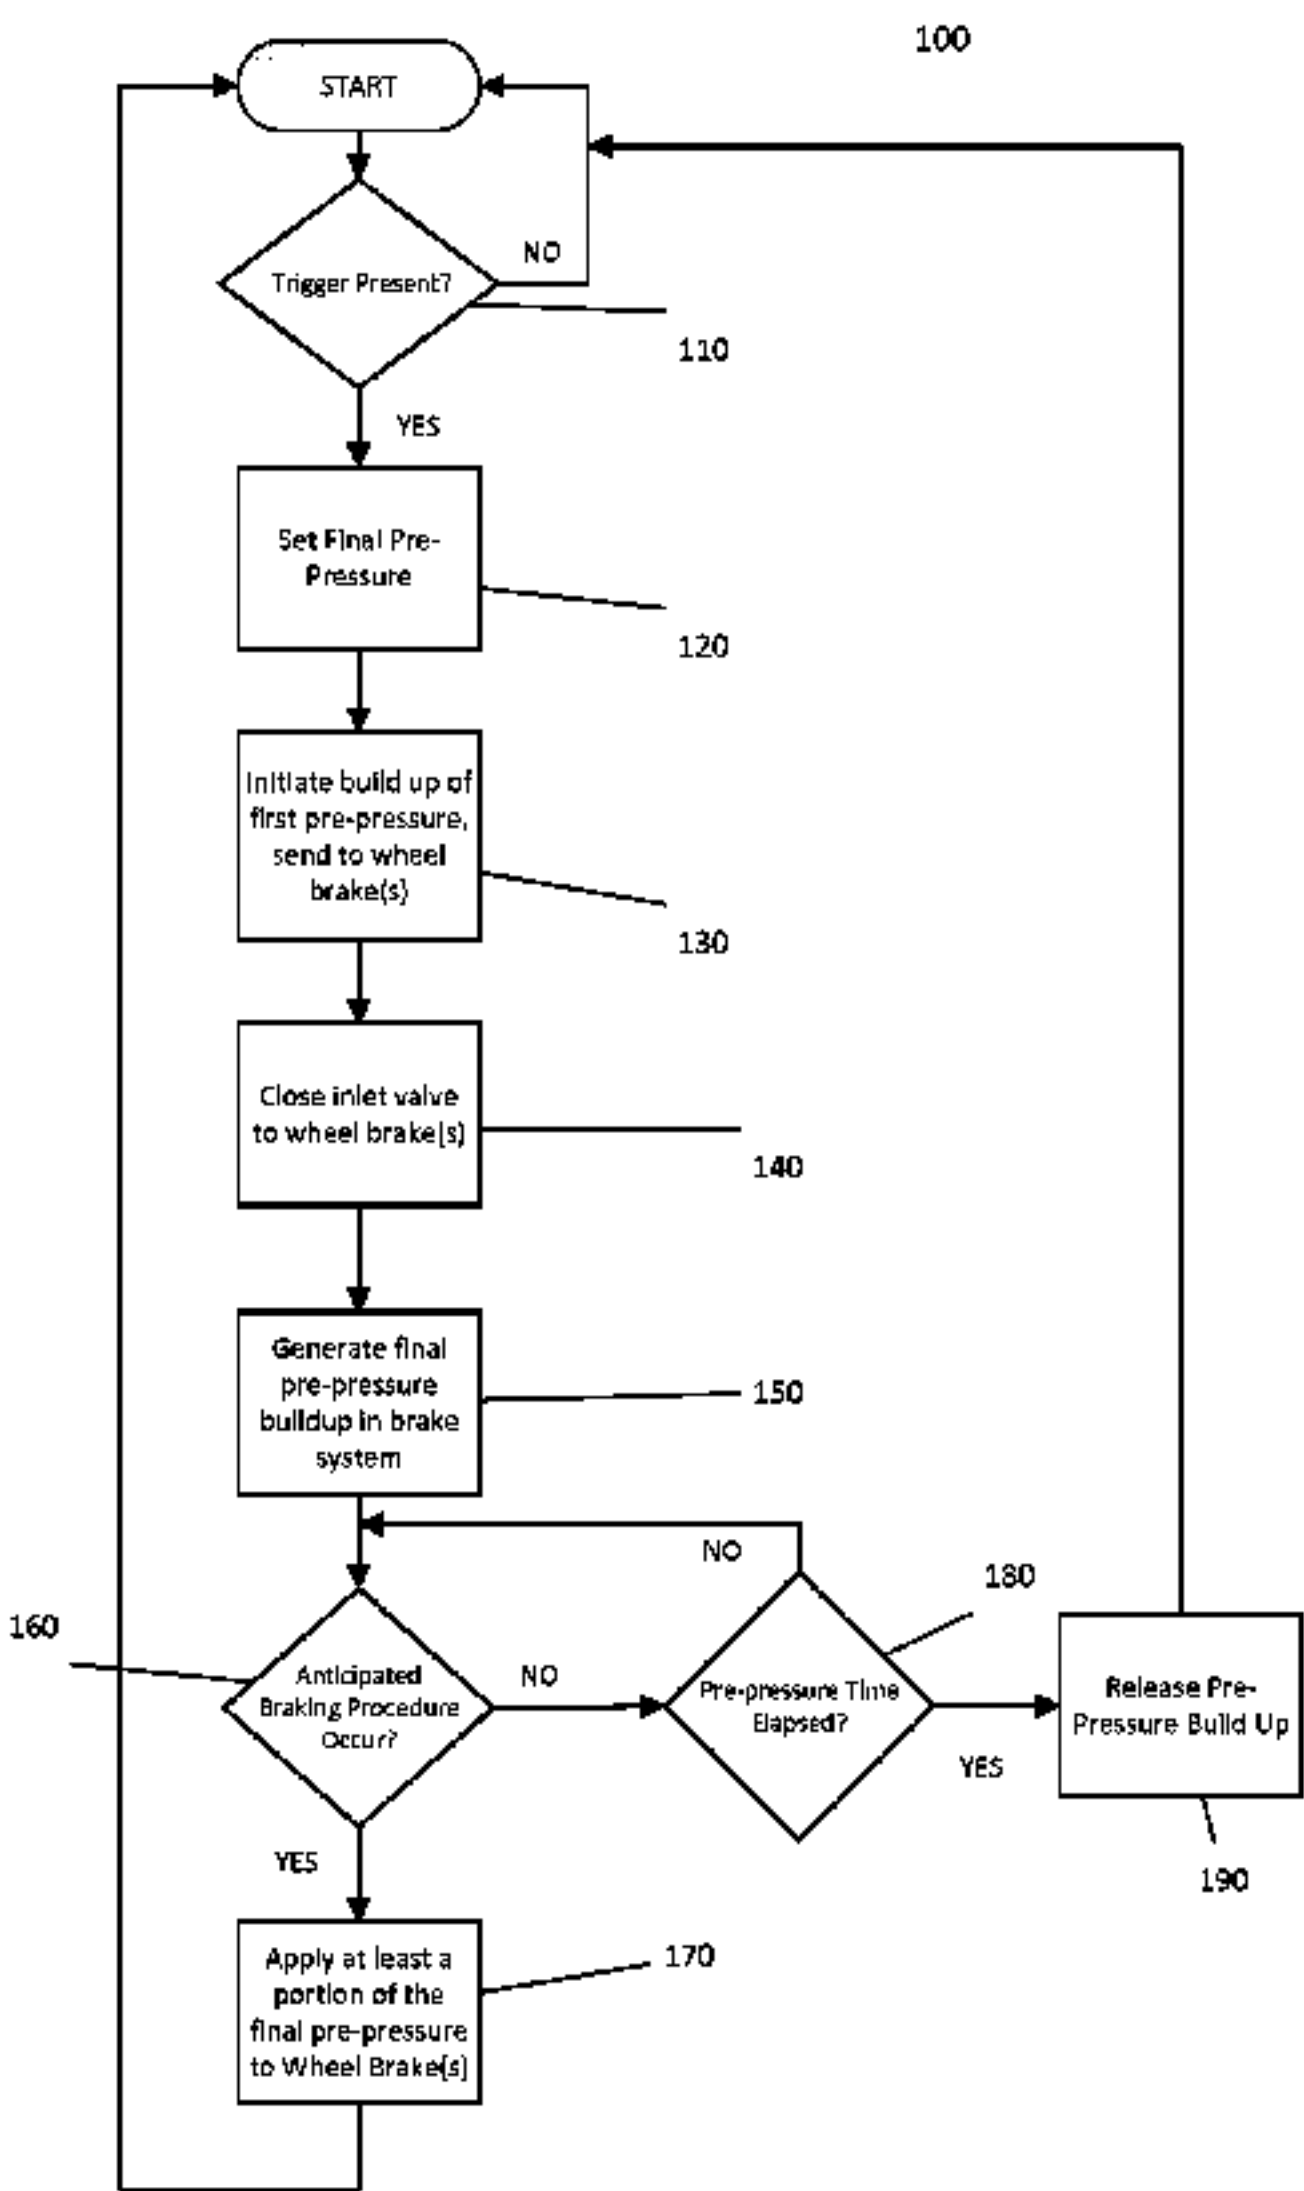 100
START
NO
Trigger Present?
110
YES
Set Final Pre-
Pressure
120
Initiate build up of
first pre-pressure,
send to wheel
brake(s)
130
Close inlet valve
to wheel brake(s)
140
Generate final
pre-pressure
buildup in brake
system
150
NO
180
160
Anticipated
Braking Procedure
Occur?
NO
Pre-pressure Time
Elapsed?
YES
Release Pre-
Pressure Build Up
190
YES
Apply at least a
portion of the
final pre-pressure
to Wheel Brake(s)
170